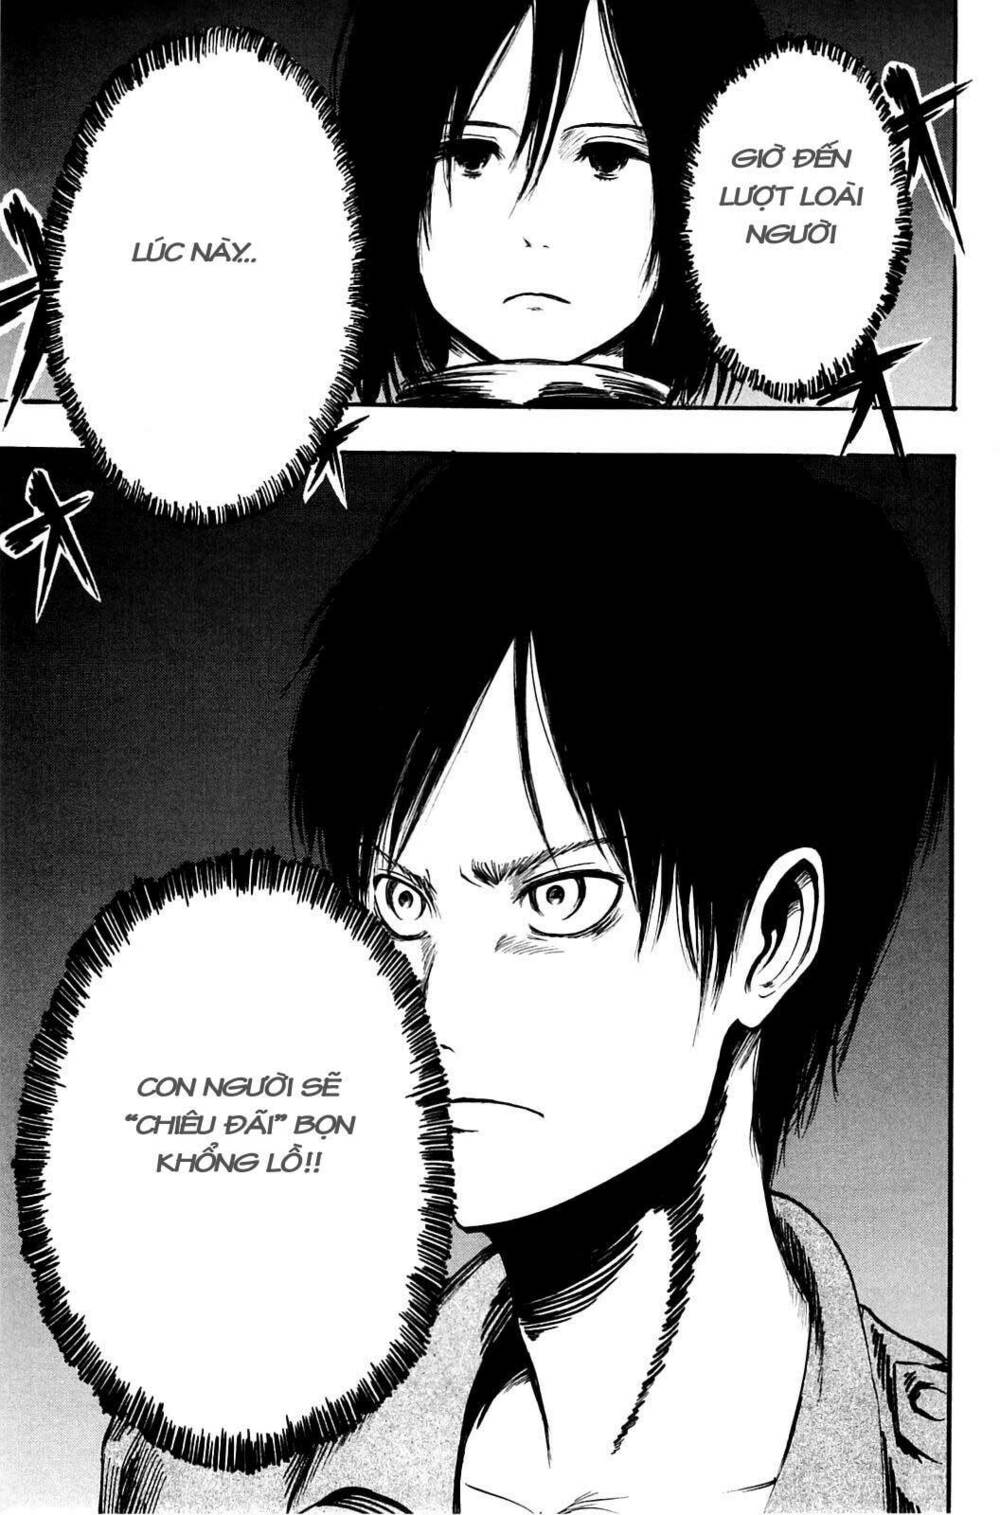 GIỜ ĐẾN
LƯỢT LOÀI
NGƯỜI
LÚC NÀY...
CON NGƯỜI SẼ
“CHIÊU ĐÃI” BỌN
KHỔNG LỒ!!